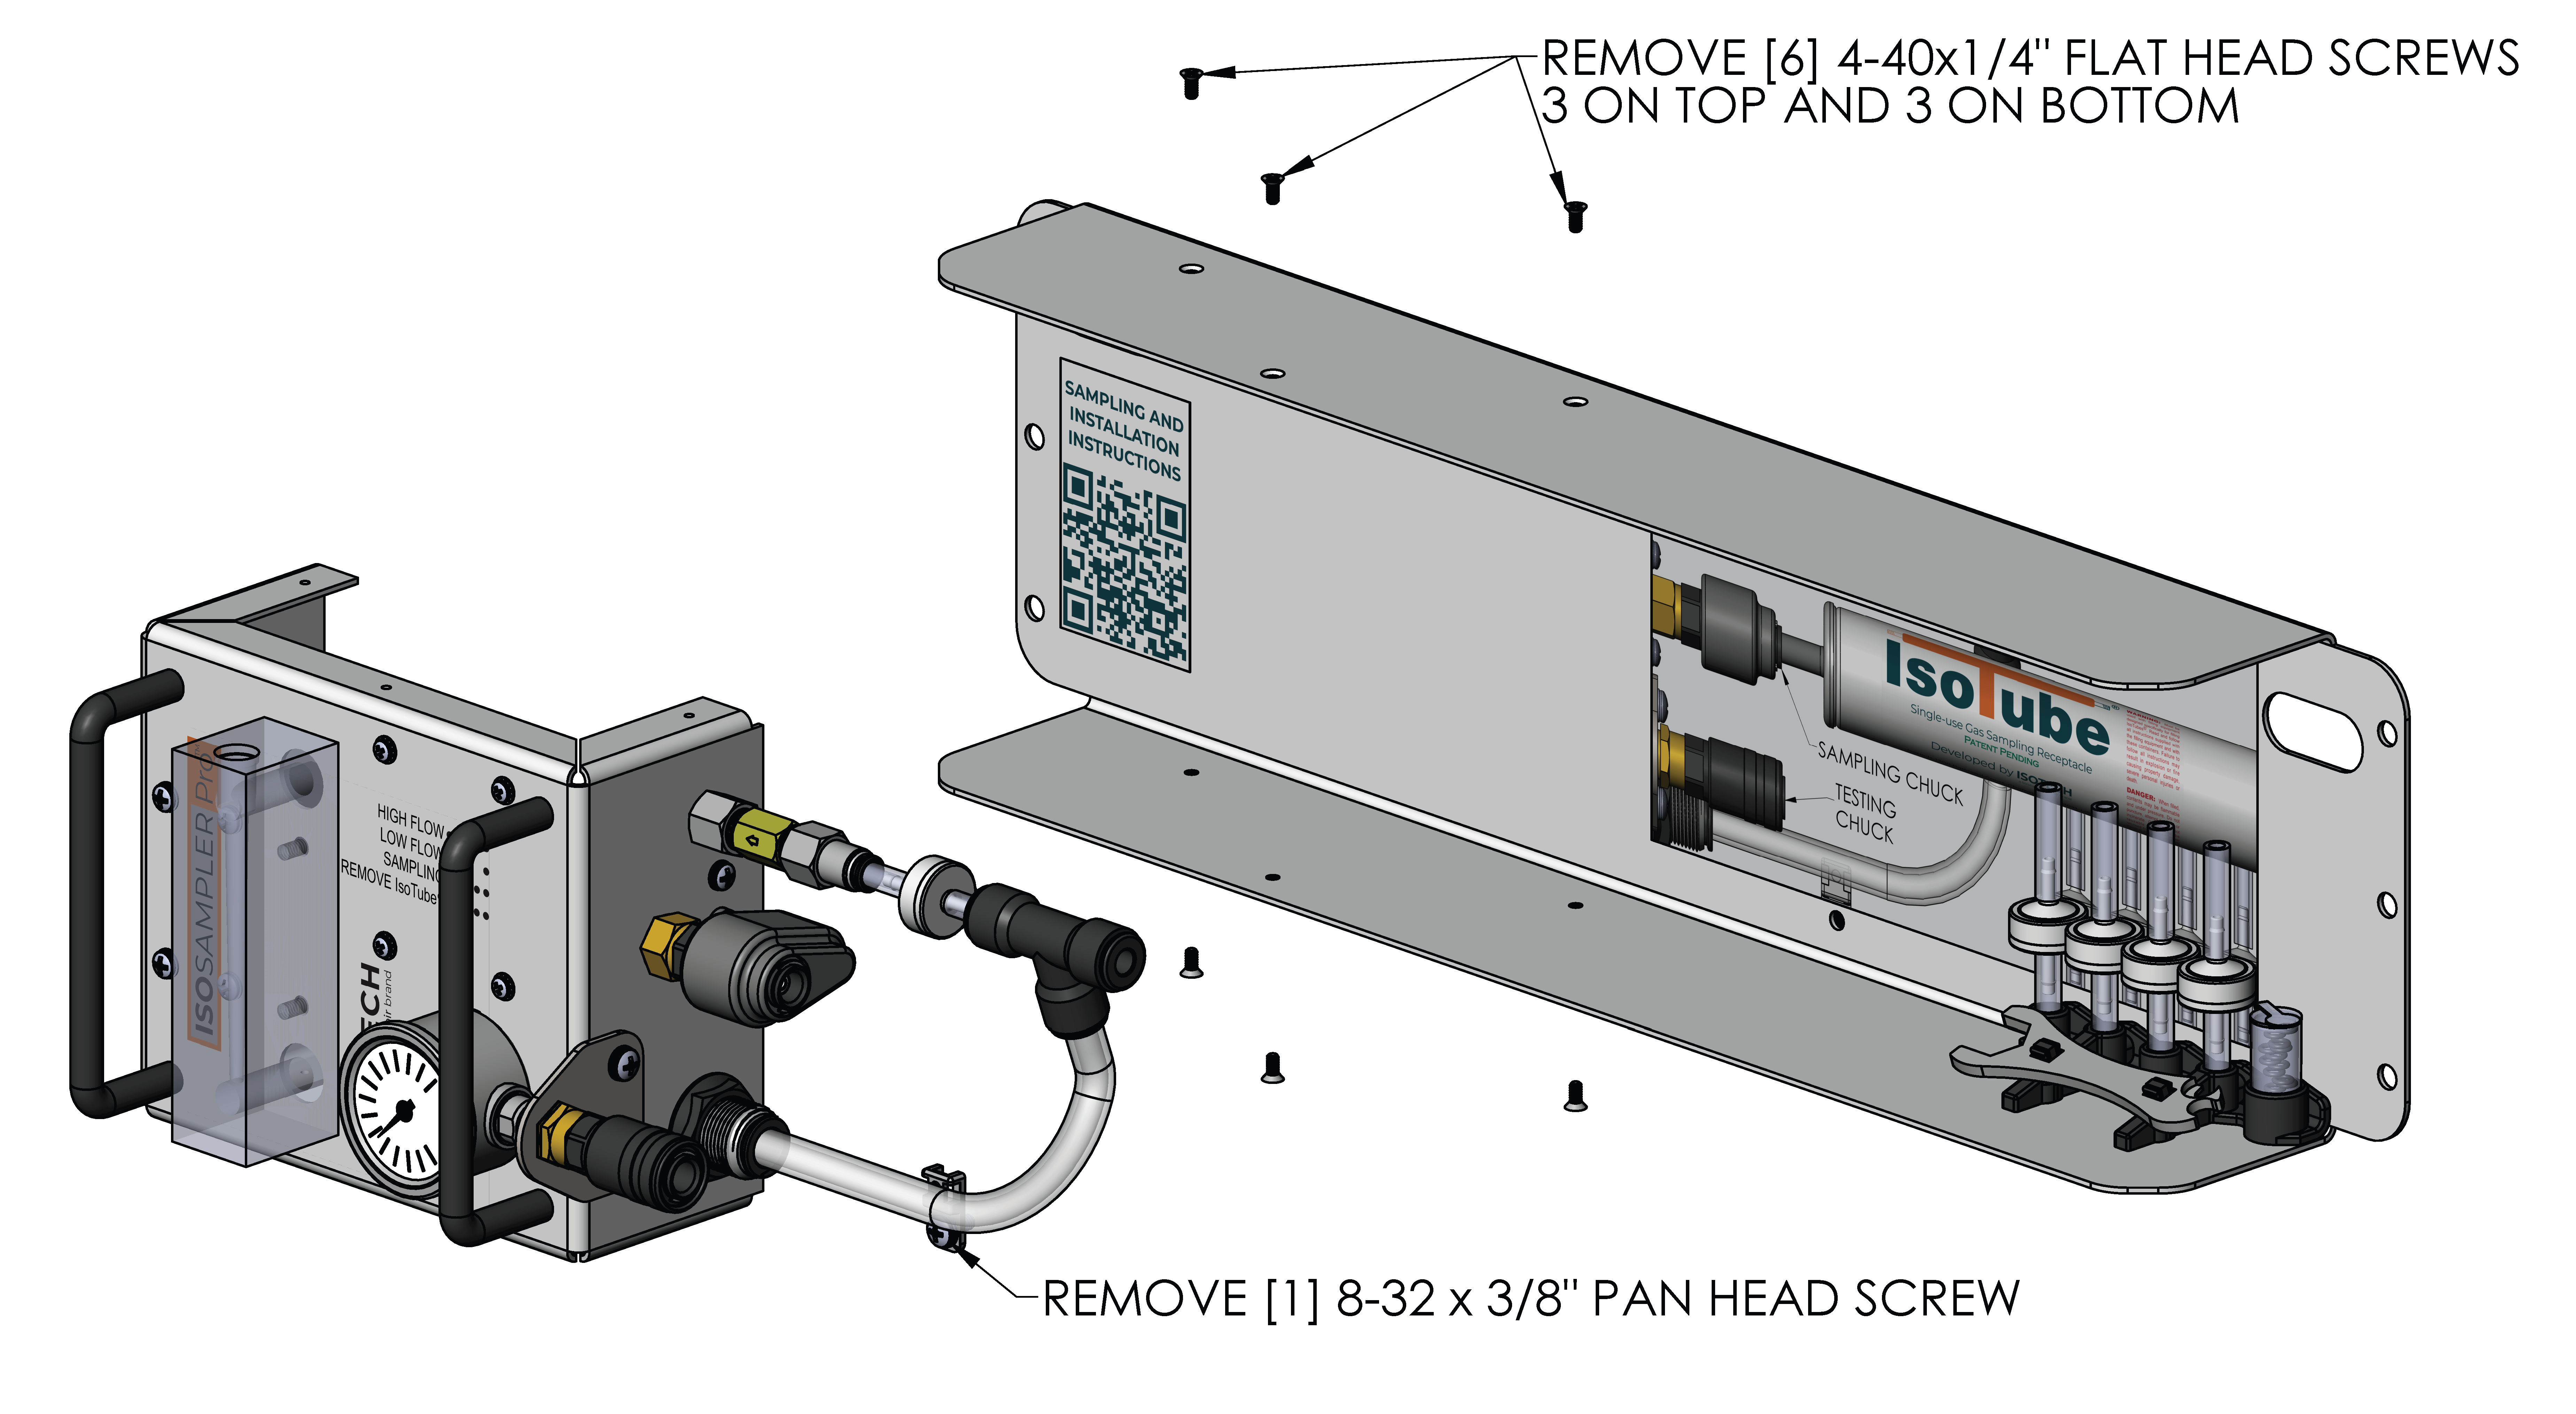 REMOVE [6] 4-40x1/4" FLAT HEAD SCREWS
3 ON TOP AND 3 ON BOTTOM
SAMPLING AND
INSTALLATION
INSTRUCTIONS
IsoTube
Single-use Gas Sampling Receptacle
PATENT PENDING
Developed by
SAMPLING CHUCK
TESTING
CHUCK
DANGER:
ISOSAMPLER Pro
HIGH FLOW
LOW FLOW
SAMPLING
REMOVE IsoTube
ECH
brand
REMOVE [1] 8-32 x 3/8" PAN HEAD SCREW